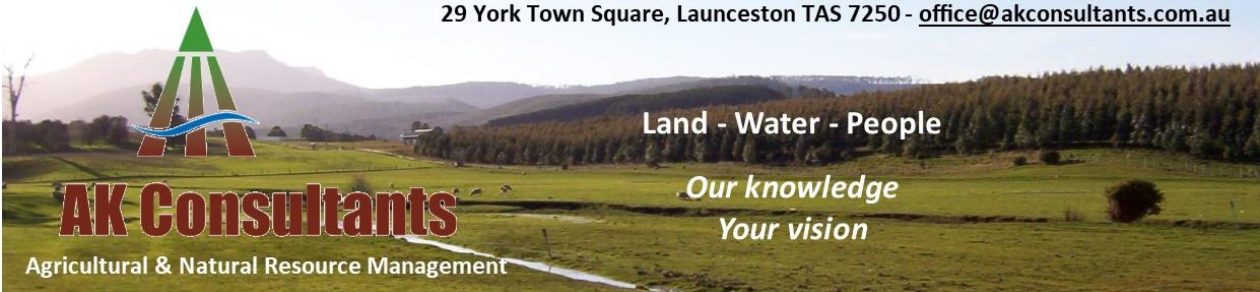 29 York Town Square, Launceston TAS 7250 - office@akconsultants.com.au
Land - Water - People
Our knowledge
Your vision
AK Consultants
Agricultural & Natural Resource Management